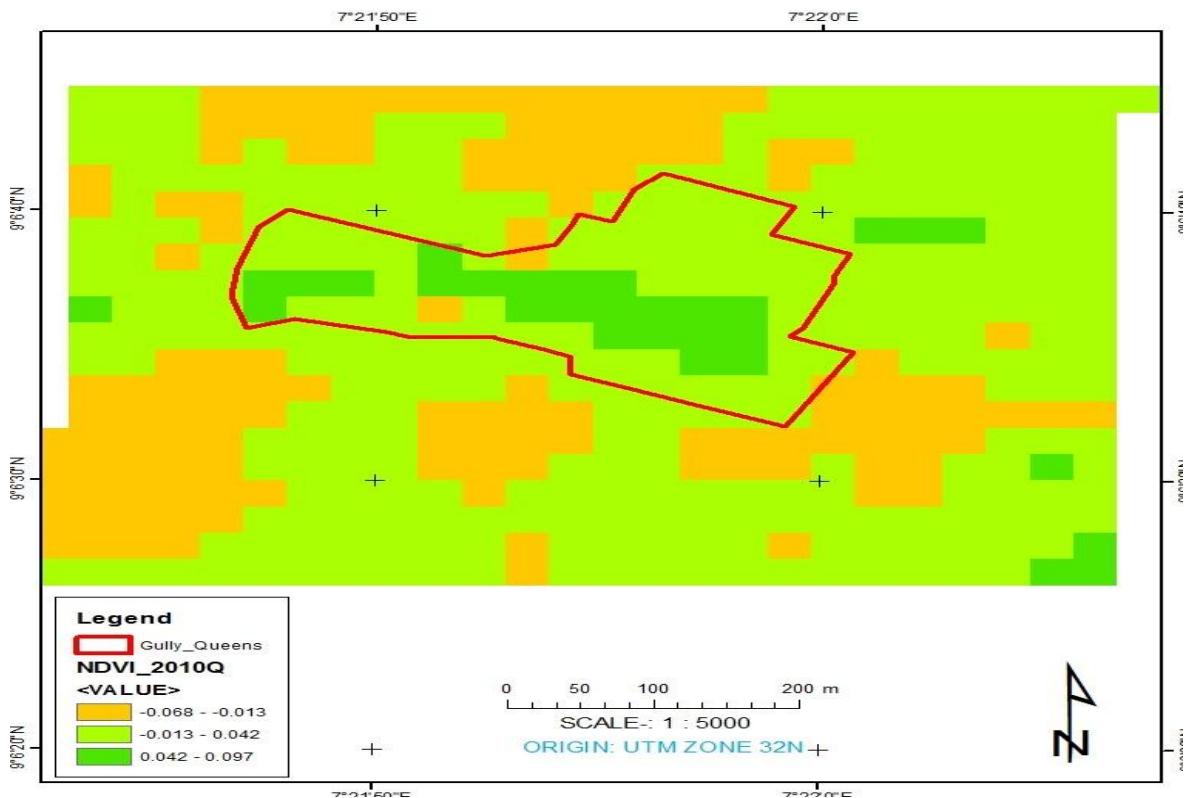 7°21'50"E 7°22'0"E
9°6'40"N
9°6'30"N
9°6'20"N
Legend
Gully_Queens
NDVI_2010Q
<VALUE>
-0.068 - -0.013
-0.013 - 0.042
0.042 - 0.097
0 50 100 200 m
SCALE-: 1 : 5000
ORIGIN: UTM ZONE 32N
N
7°21'50"E 7°22'0"E